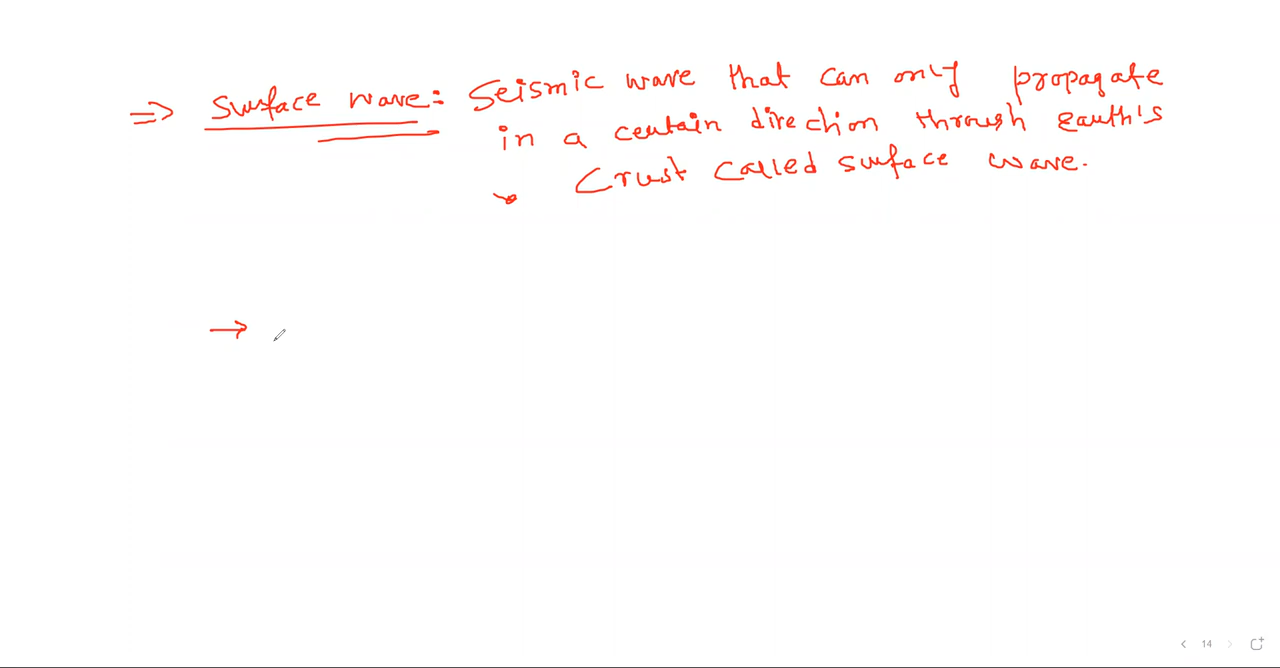 => Surface wave: Seismic wave that can only propagate
in a certain direction through Earth's
Crust called surface wave.
→
14